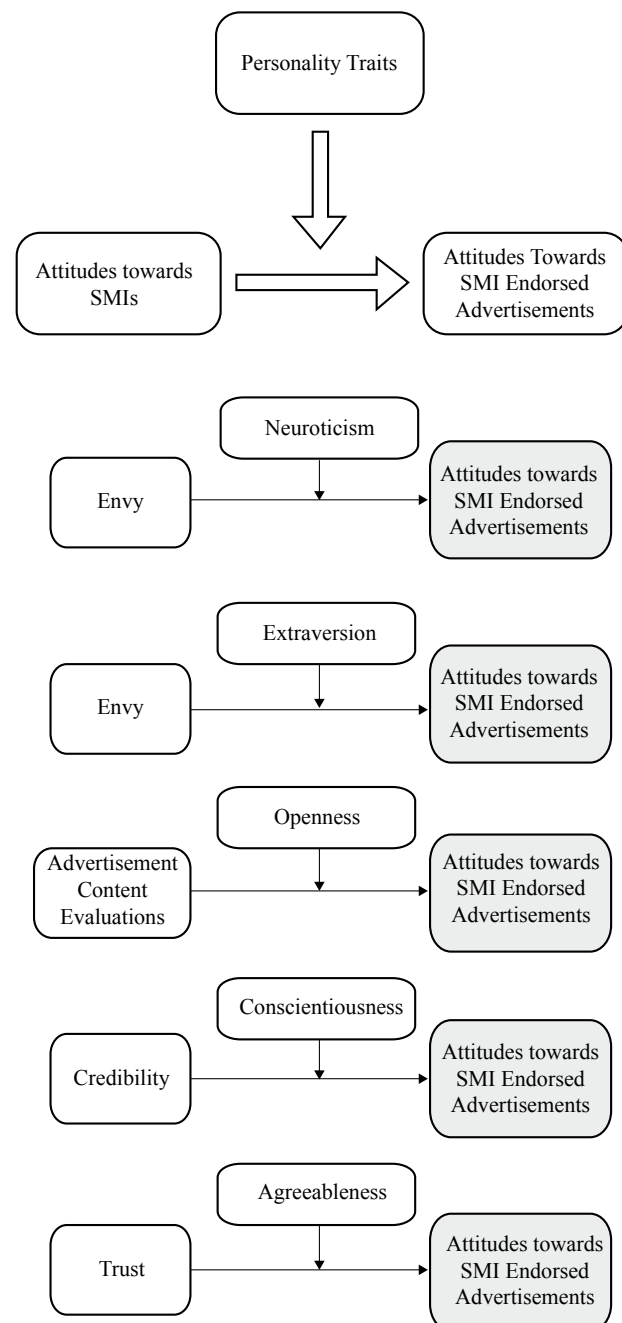 Personality Traits
Attitudes towards
SMIs
Attitudes Towards
SMI Endorsed
Advertisements
Neuroticism
Envy
Attitudes towards
SMI Endorsed
Advertisements
Extraversion
Envy
Attitudes towards
SMI Endorsed
Advertisements
Openness
Advertisement
Content
Evaluations
Attitudes towards
SMI Endorsed
Advertisements
Conscientiousness
Credibility
Attitudes towards
SMI Endorsed
Advertisements
Agreeableness
Trust
Attitudes towards
SMI Endorsed
Advertisements